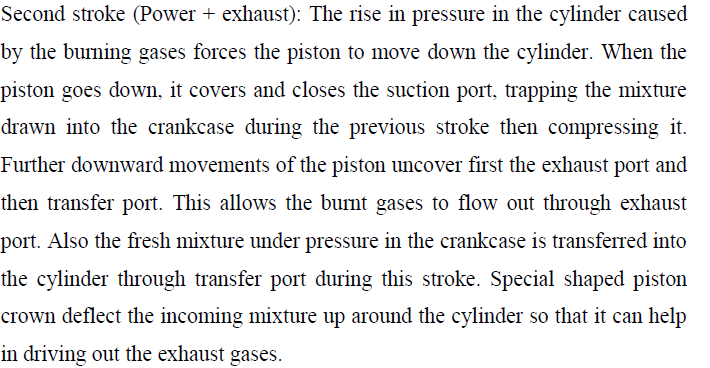 Second stroke (Power + exhaust): The rise in pressure in the cylinder caused
by the burning gases forces the piston to move down the cylinder. When the
piston goes down, it covers and closes the suction port, trapping the mixture
drawn into the crankcase during the previous stroke then compressing it.
Further downward movements of the piston uncover first the exhaust port and
then transfer port. This allows the burnt gases to flow out through exhaust
port. Also the fresh mixture under pressure in the crankcase is transferred into
the cylinder through transfer port during this stroke. Special shaped piston
crown deflect the incoming mixture up around the cylinder so that it can help
in driving out the exhaust gases.